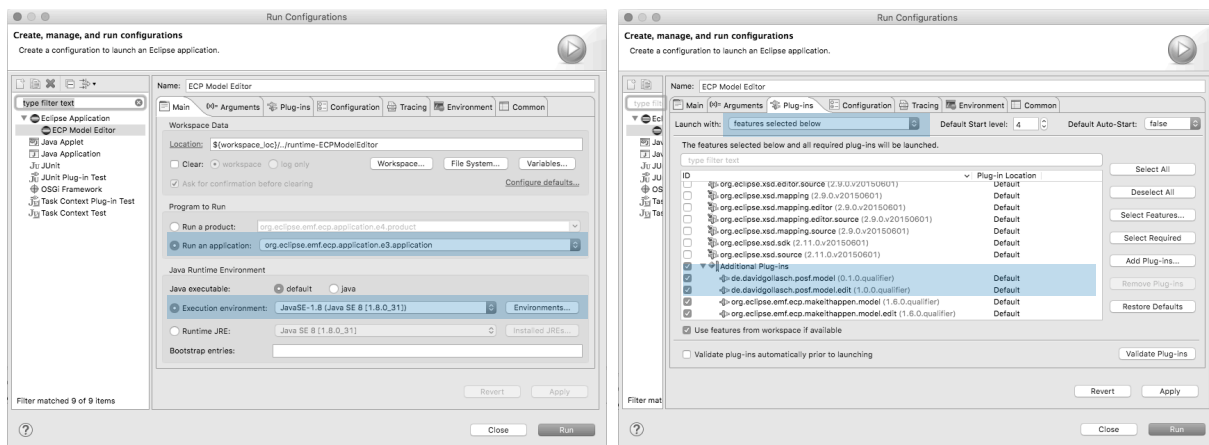 Run Configurations
Create, manage, and run configurations
Create a configuration to launch an Eclipse application.
type filter text
Eclipse Application
ECP Model Editor
Java Applet
Java Application
JUnit
JUnit Plug-in Test
OSGi Framework
Task Context Plug-in Test
Task Context Test
Filter matched 9 of 9 items
Name: ECP Model Editor
Main Arguments Plug-ins Configuration Tracing Environment Common
Workspace Data
Location: ${workspace_loc}/../runtime-ECPModelEditor
Clear: workspace log only Workspace... File System... Variables...
Ask for confirmation before clearing Configure defaults...
Program to Run
Run a product: org.eclipse.emf.ecp.application.e4.product
Run an application: org.eclipse.emf.ecp.application.e3.application
Java Runtime Environment
Java executable: default java
Execution environment: JavaSE-1.8 (Java SE 8 [1.8.0_31]) Environments...
Runtime JRE: Java SE 8 [1.8.0_31] Installed JREs...
Bootstrap entries:
Revert Apply
Close Run
Run Configurations
Create, manage, and run configurations
Create a configuration to launch an Eclipse application.
type filt
Ecl
Jav
Jav
JU
JU
OS
Tas
Tas
Filter mat
Name: ECP Model Editor
Main Arguments Plug-ins Configuration Tracing Environment Common
Launch with: features selected below Default Start level: 4 Default Auto-Start: false
The features selected below and all required plug-ins will be launched.
type filter text
ID Plug-in Location
org.eclipse.xsd.editor.source (2.9.0.v20150601) Default
org.eclipse.xsd.mapping (2.9.0.v20150601) Default
org.eclipse.xsd.mapping.editor (2.9.0.v20150601) Default
org.eclipse.xsd.mapping.editor.source (2.9.0.v20150601) Default
org.eclipse.xsd.mapping.source (2.9.0.v20150601) Default
org.eclipse.xsd.sdk (2.11.0.v20150601) Default
org.eclipse.xsd.source (2.11.0.v20150601) Default
Additional Plug-ins
de.davidgollasch.posf.model (0.1.0.qualifier) Default
de.davidgollasch.posf.model.edit (1.0.0.qualifier) Default
org.eclipse.emf.ecp.makeithappen.model (1.6.0.qualifier) Default
org.eclipse.emf.ecp.makeithappen.model.edit (1.6.0.qualifier) Default
Select All
Deselect All
Select Features...
Select Required
Add Plug-ins...
Remove Plug-ins
Restore Defaults
Use features from workspace if available
Validate plug-ins automatically prior to launching Validate Plug-ins
Revert Apply
Close Run